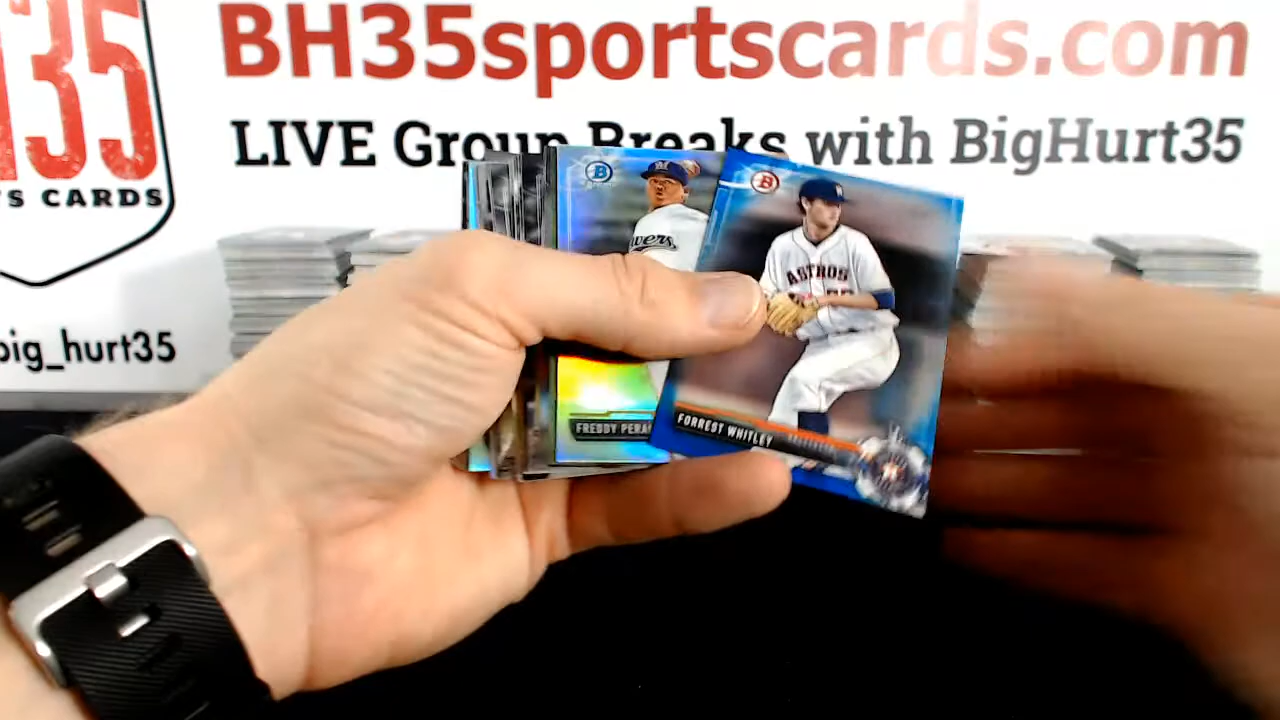 35
S CARDS
big_hurt35
BH35sportscards.com
LIVE Group Breaks with BigHurt35
B
FREDDY PERA
B
ASTROS
FORREST WHITLEY